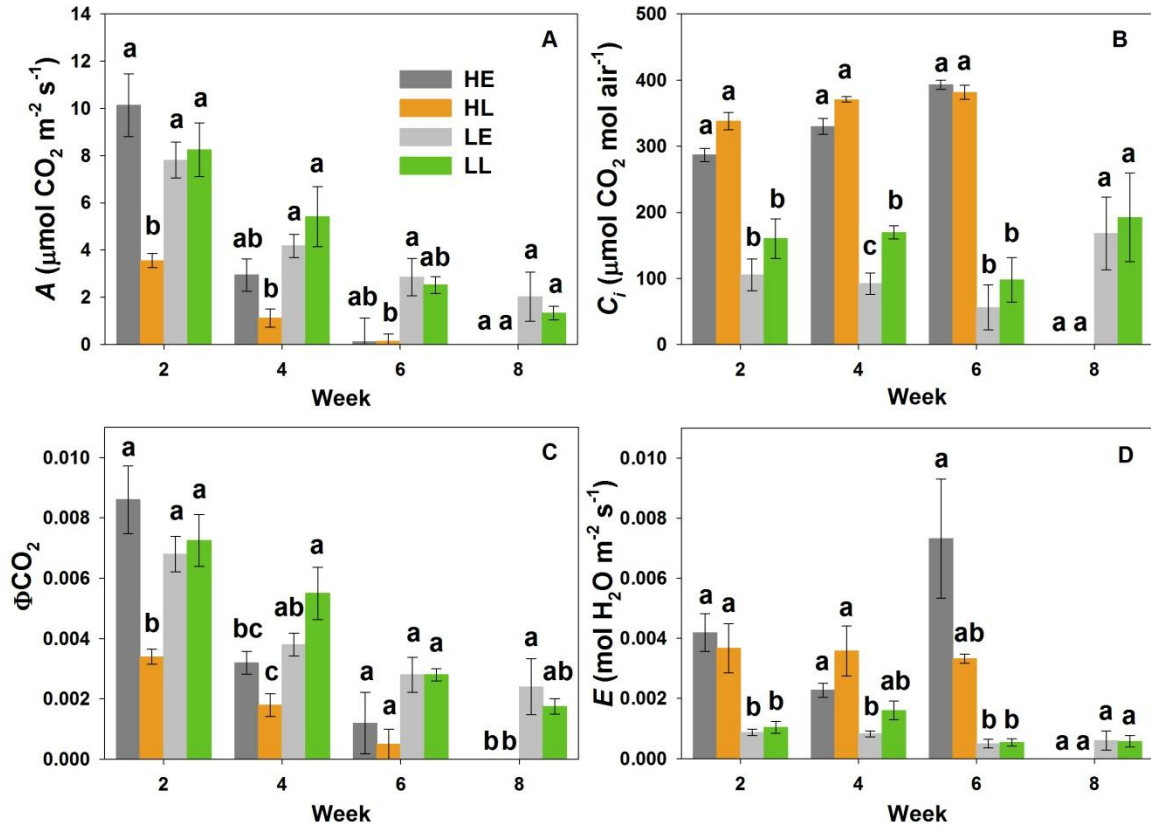 A
HE
HL
LE
LL
A (μmol CO₂ m⁻² s⁻¹)
14
12
10
8
6
4
2
0
a
b
a
a
ab
b
a
a
ab
b
a
ab
a a
a
a
2 4 6 8
Week
B
Cᵢ (μmol CO₂ mol air⁻¹)
500
400
300
200
100
0
a
a
b
b
a
a
c
b
a
a
b
b
a a
a
a
2 4 6 8
Week
C
ΦCO₂
0.010
0.008
0.006
0.004
0.002
0.000
a
b
a
a
bc
c
ab
a
a
a
a
a
b b
a
ab
2 4 6 8
Week
D
E (mol H₂O m⁻² s⁻¹)
0.010
0.008
0.006
0.004
0.002
0.000
a
a
b
b
a
a
b
ab
a
ab
b
b
a a
a
a
2 4 6 8
Week